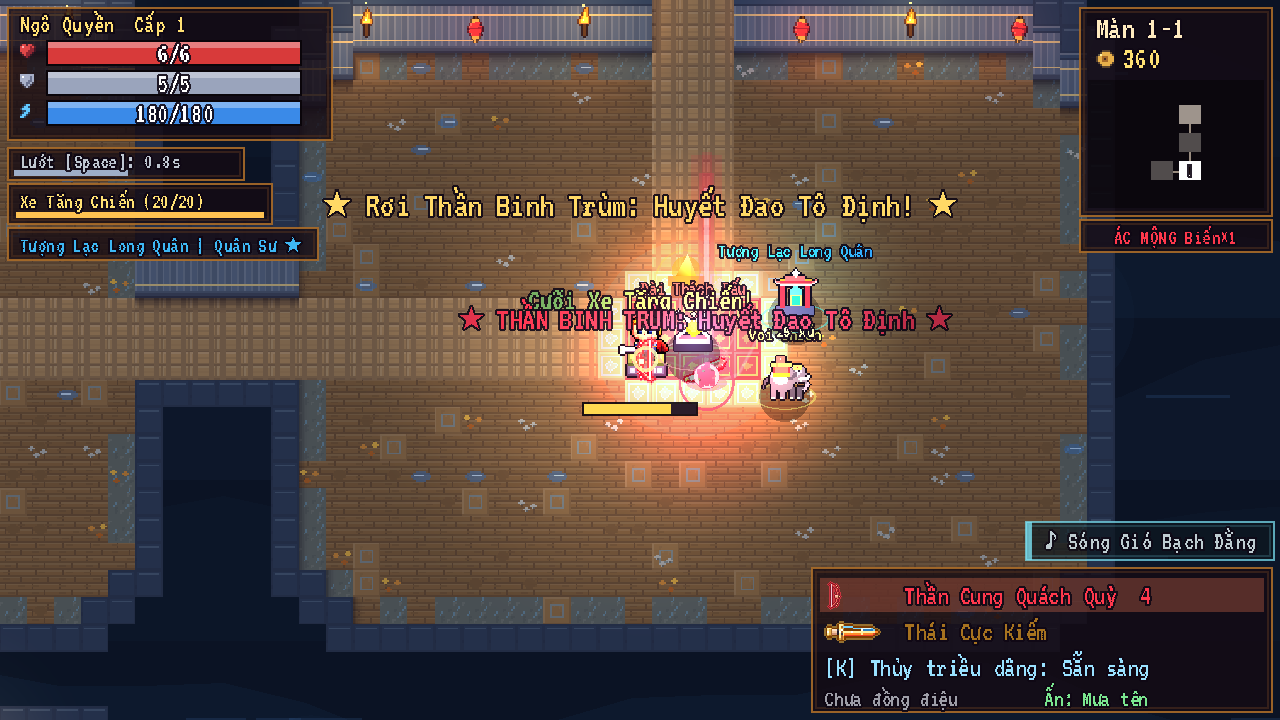 Ngô Quyền Cấp 1
6/6
5/5
180/180
Lướt [Space]: 0.8s
Xe Tăng Chiến (20/20)
Tượng Lạc Long Quân | Quân Sư ★
Màn 1-1
360
ÁC MỘNG Biến×1
★ Rơi Thần Binh Trùm: Huyết Đao Tô Định! ★
Tượng Lạc Long Quân
Cưỡi Xe Tăng Chiến!
★ THẦN BINH TRÙM: Huyết Đao Tô Định ★
♪ Sóng Gió Bạch Đằng
Thần Cung Quách Quỳ 4
Thái Cực Kiếm
[K] Thủy triều dâng: Sẵn sàng
Chưa đồng điệu
Ấn: Mưa tên